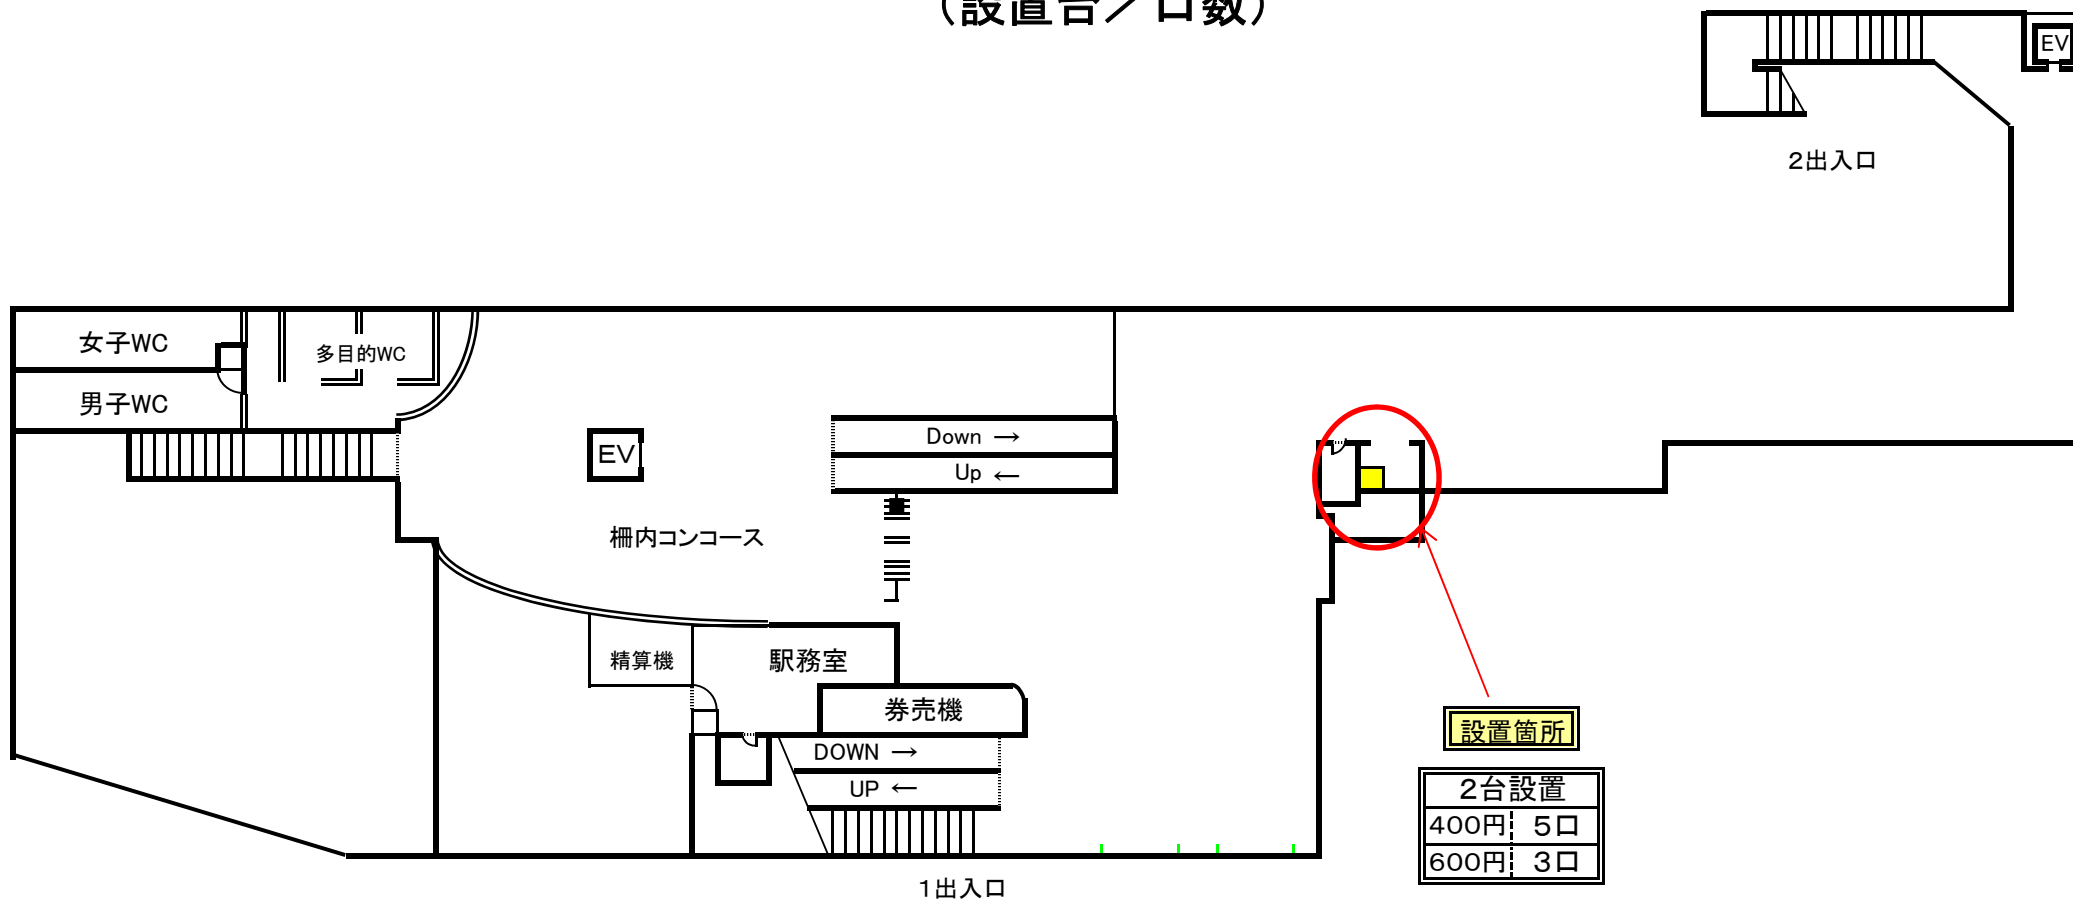 （設置台／口数）
EV
2出入口
女子WC
多目的WC
男子WC
Down →
EV
Up ←
柵内コンコース
精算機
駅務室
券売機
設置箇所
DOWN →
UP ←
2台設置
400円 5口
600円 3口
1出入口